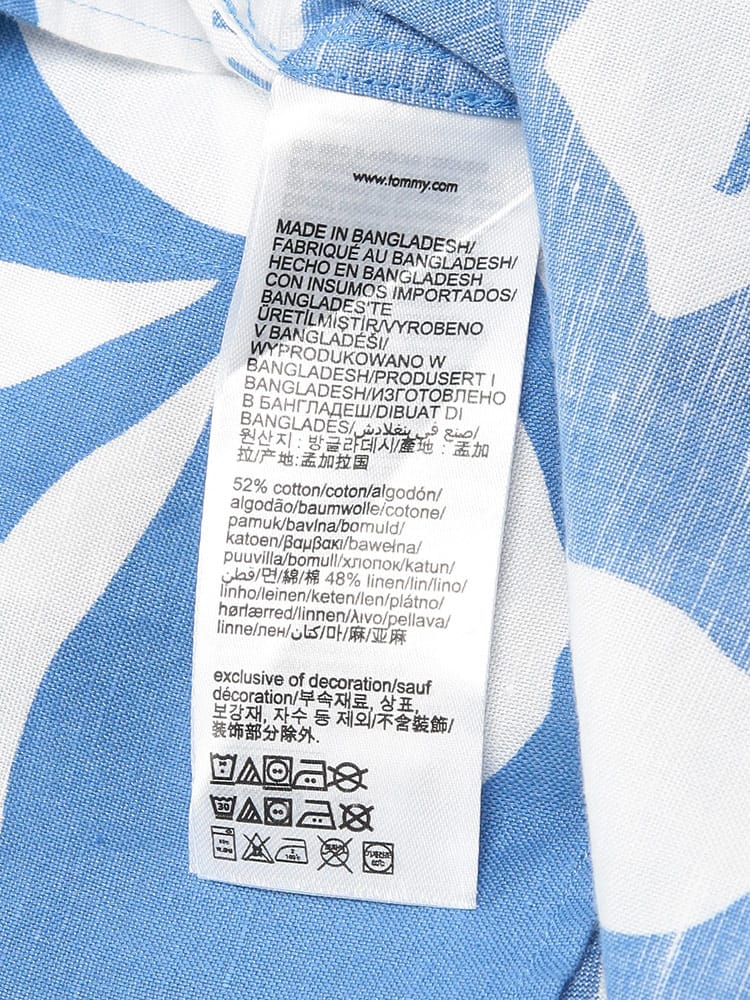 www.tommy.com
MADE IN BANGLADESH/
FABRIQUÉ AU BANGLADESH/
HECHO EN BANGLADESH
CON INSUMOS IMPORTADOS/
BANGLADEŞ'TE
ÜRETİLMİŞTİR/VYROBENO
V BANGLADÉŠI/
WYPRODUKOWANO W
BANGLADESH/PRODUSERT I
BANGLADESH/ИЗГОТОВЛЕНО
В БАНГЛАДЕШ/DIBUAT DI
BANGLADES/صنع في بنغلادش/
원산지 : 방글라데시/產地 : 孟加
拉/产地:孟加拉国
52% cotton/coton/algodón/
algodão/baumwolle/cotone/
pamuk/bavlna/bomuld/
katoen/βαμβακι/bawełna/
puuvilla/bomull/хлопок/katun/
قطن/면/綿/棉 48% linen/lin/lino/
linho/leinen/keten/len/plátno/
hørlærred/linnen/λινο/pellava/
linne/лен/كتان/마/麻/亚麻
exclusive of decoration/sauf
décoration/부속재료, 상표,
보강재, 자수 등 제외/不含裝飾/
装饰部分除外.
30